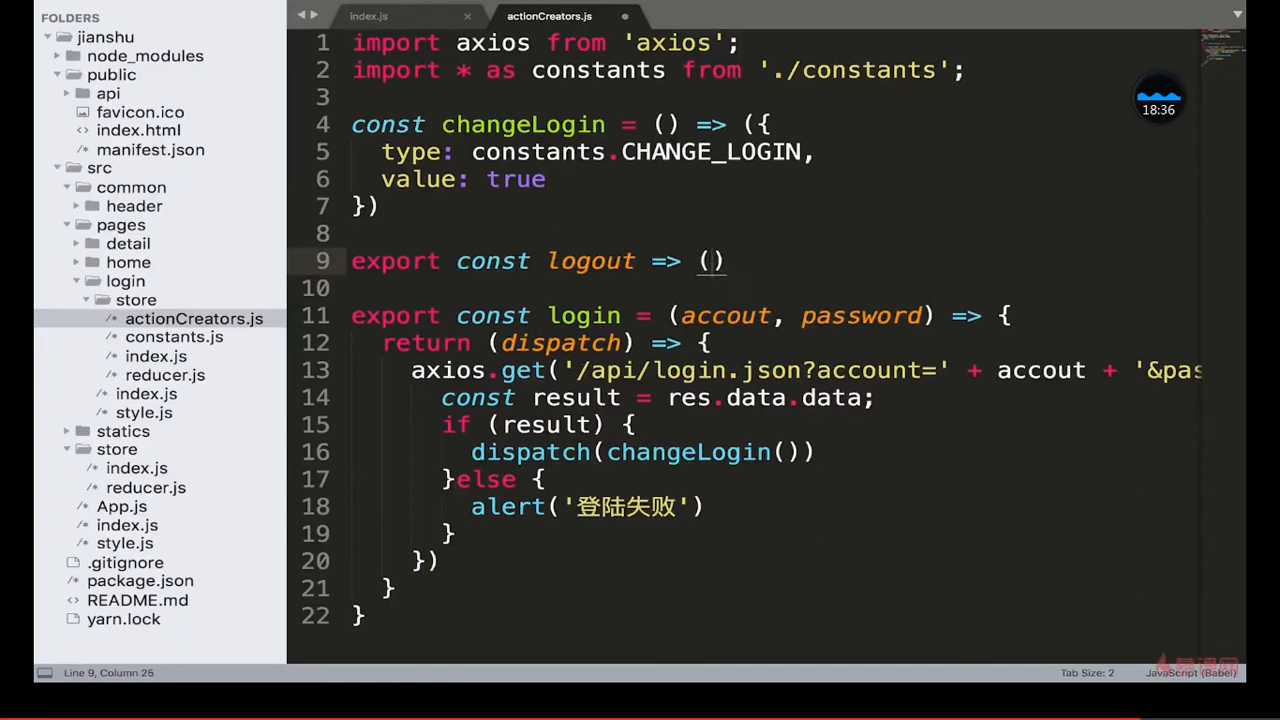 FOLDERS
jianshu
node_modules
public
api
favicon.ico
index.html
manifest.json
src
common
header
pages
detail
home
login
store
actionCreators.js
constants.js
index.js
reducer.js
index.js
style.js
statics
store
index.js
reducer.js
App.js
index.js
style.js
.gitignore
package.json
README.md
yarn.lock
index.js
actionCreators.js
1 import axios from 'axios';
2 import * as constants from './constants';
3
4 const changeLogin = () => ({
5 type: constants.CHANGE_LOGIN,
6 value: true
7 })
8
9 export const logout => ()
10
11 export const login = (accout, password) => {
12 return (dispatch) => {
13 axios.get('/api/login.json?account=' + accout + '&pas
14 const result = res.data.data;
15 if (result) {
16 dispatch(changeLogin())
17 }else {
18 alert('登陆失败')
19 }
20 })
21 }
22 }
18:36
Line 9, Column 25
Tab Size: 2
JavaScript (Babel)
慕课网